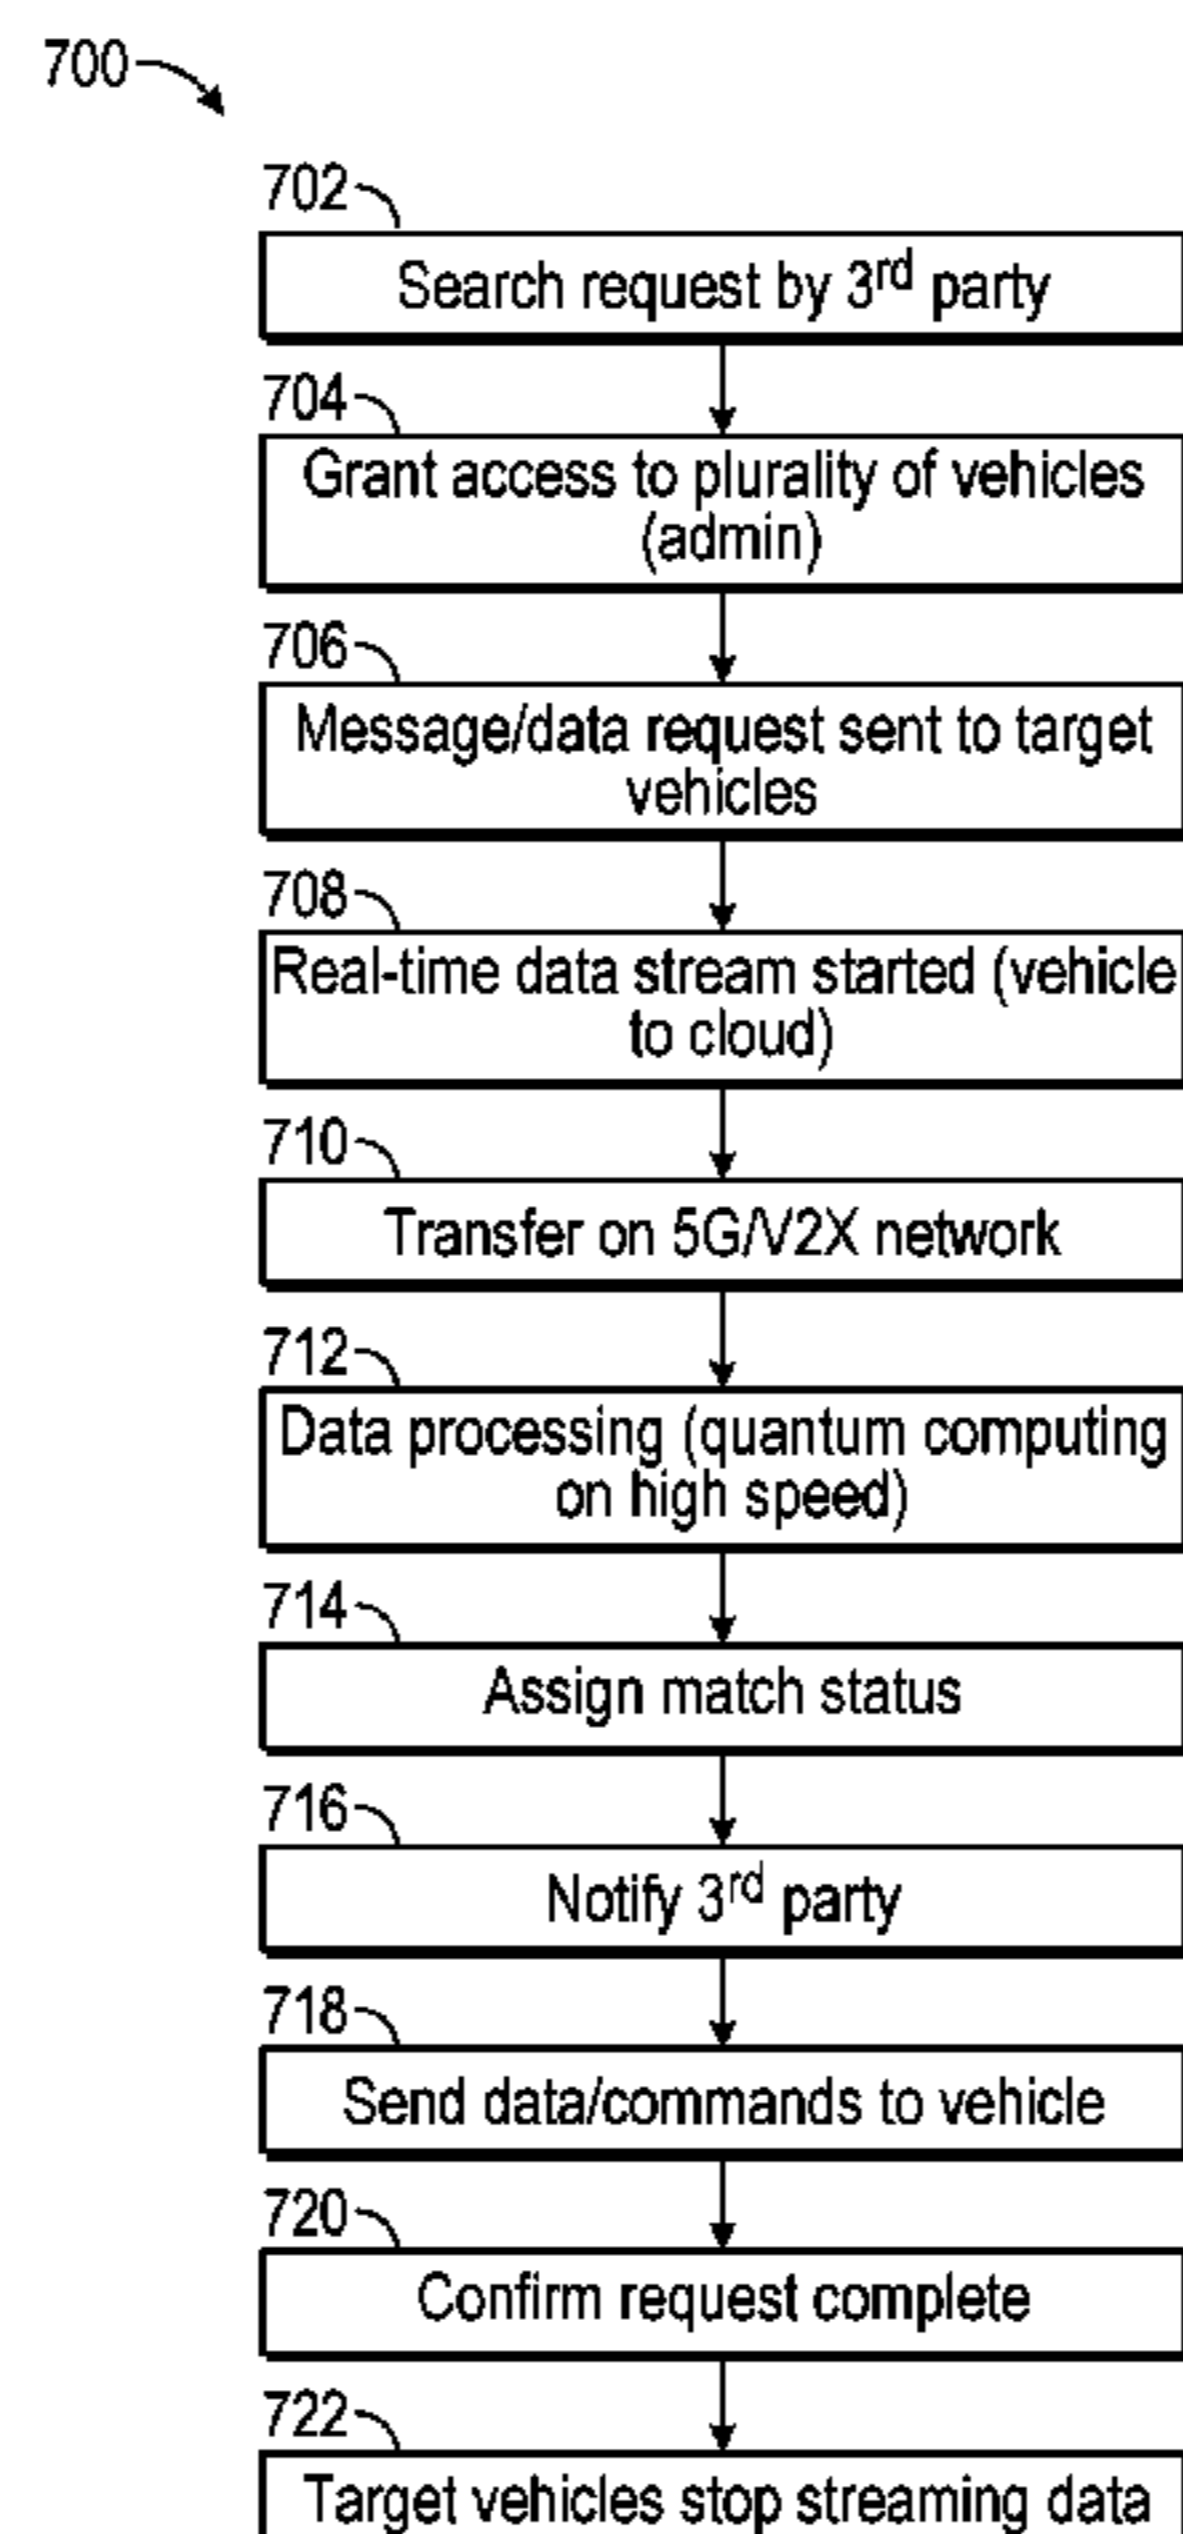 700
702
Search request by 3rd party
704
Grant access to plurality of vehicles
(admin)
706
Message/data request sent to target
vehicles
708
Real-time data stream started (vehicle
to cloud)
710
Transfer on 5G/V2X network
712
Data processing (quantum computing
on high speed)
714
Assign match status
716
Notify 3rd party
718
Send data/commands to vehicle
720
Confirm request complete
722
Target vehicles stop streaming data